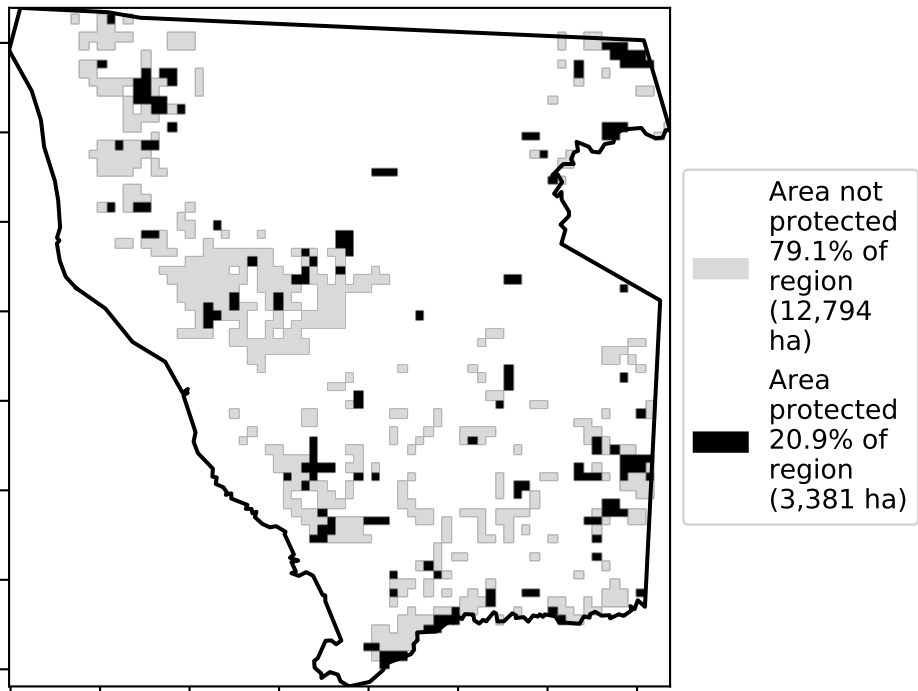 Area not
protected
79.1% of
region
(12,794
ha)
Area
protected
20.9% of
region
(3,381 ha)